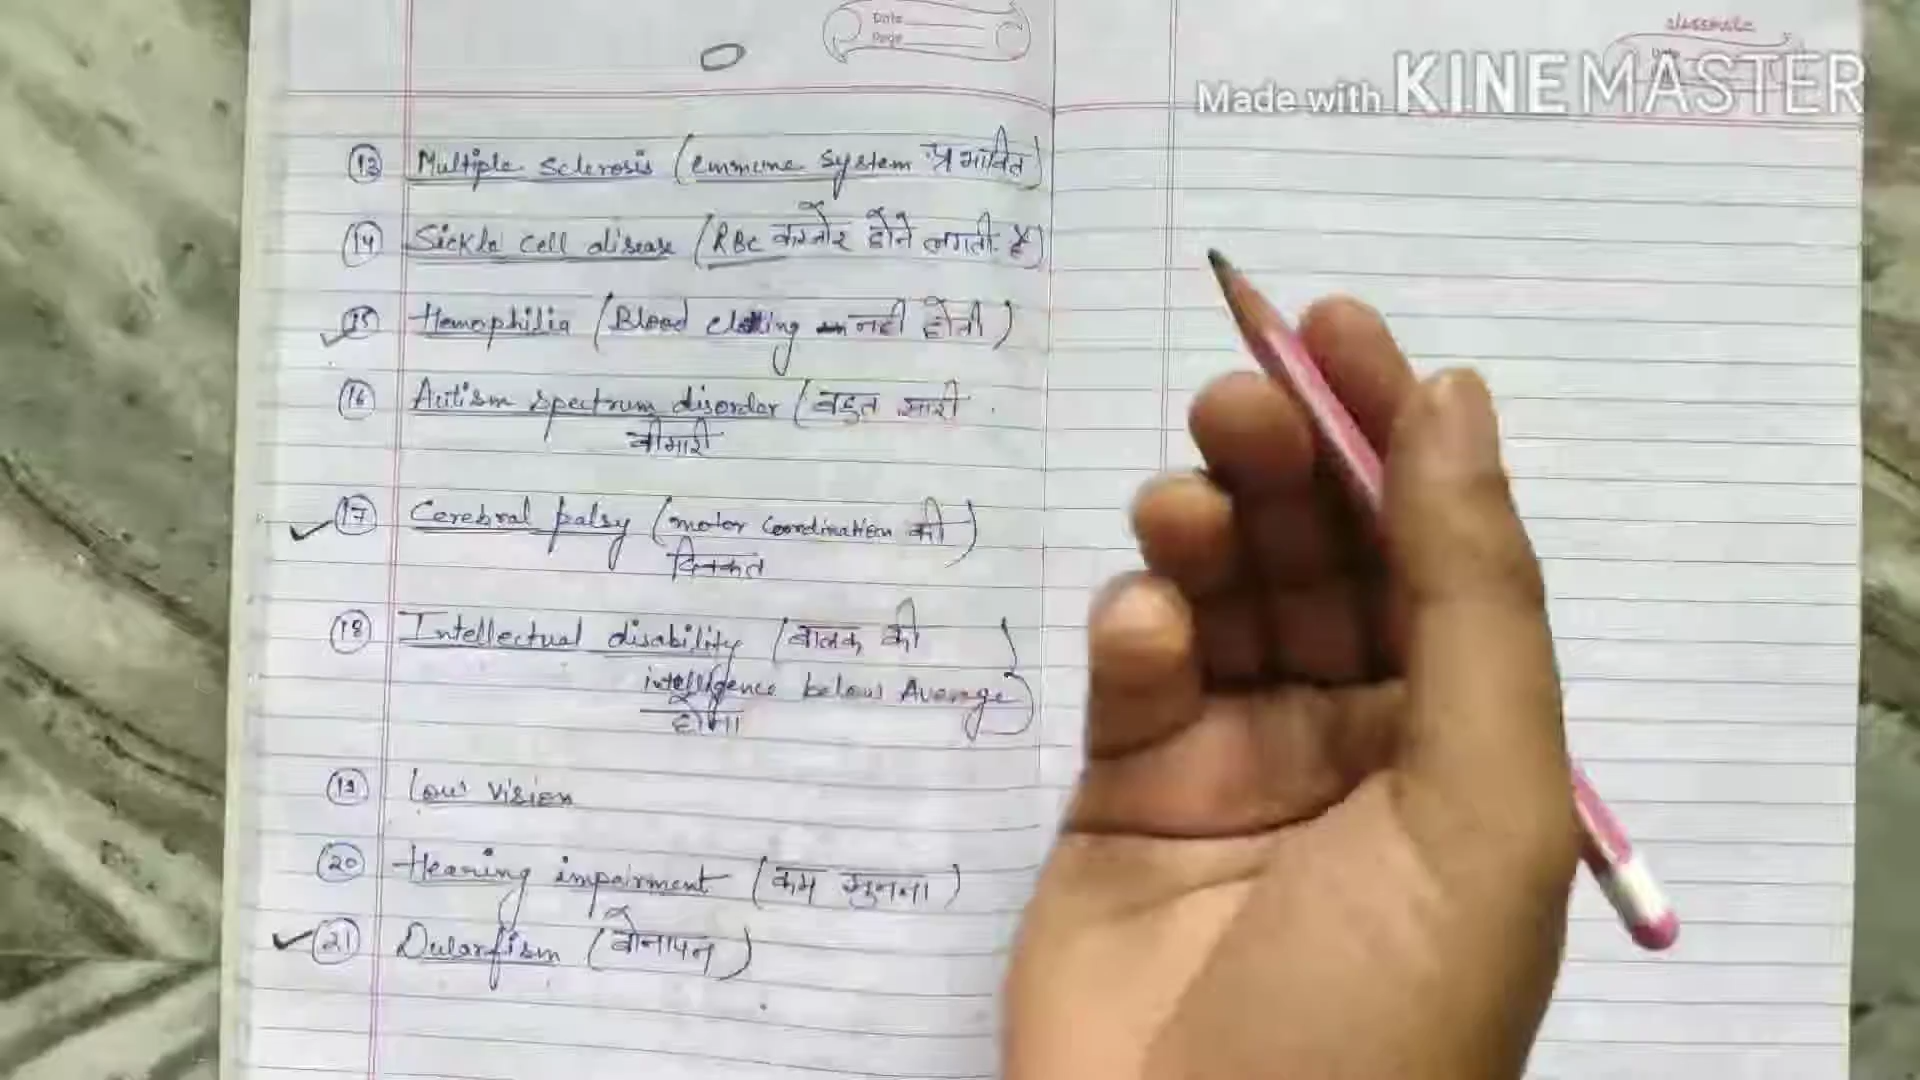 Date
Page
classmate
Made with KINEMASTER
13 Multiple sclerosis (emmune system प्रभावित)
14 Sickle cell disease (RBC कमजोर होने लगती है)
15 Hemophilia (Blood clotting नही होती)
16 Autism spectrum disorder (बहुत सारी
बीमारी
17 Cerebral palsy (motor coordination की)
दिक्कत
18 Intellectual disability (बालक की)
intelligence below Average)
होना
19 Low vision
20 Hearing impairment (कम सुनना)
21 Dwarfism (बौनापन)